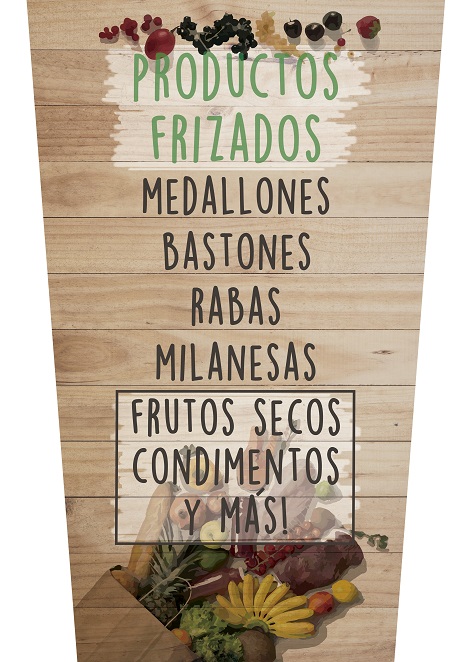 PRODUCTOS
FRIZADOS
MEDALLONES
BASTONES
RABAS
MILANESAS
FRUTOS SECOS
CONDIMENTOS
Y MÁS!